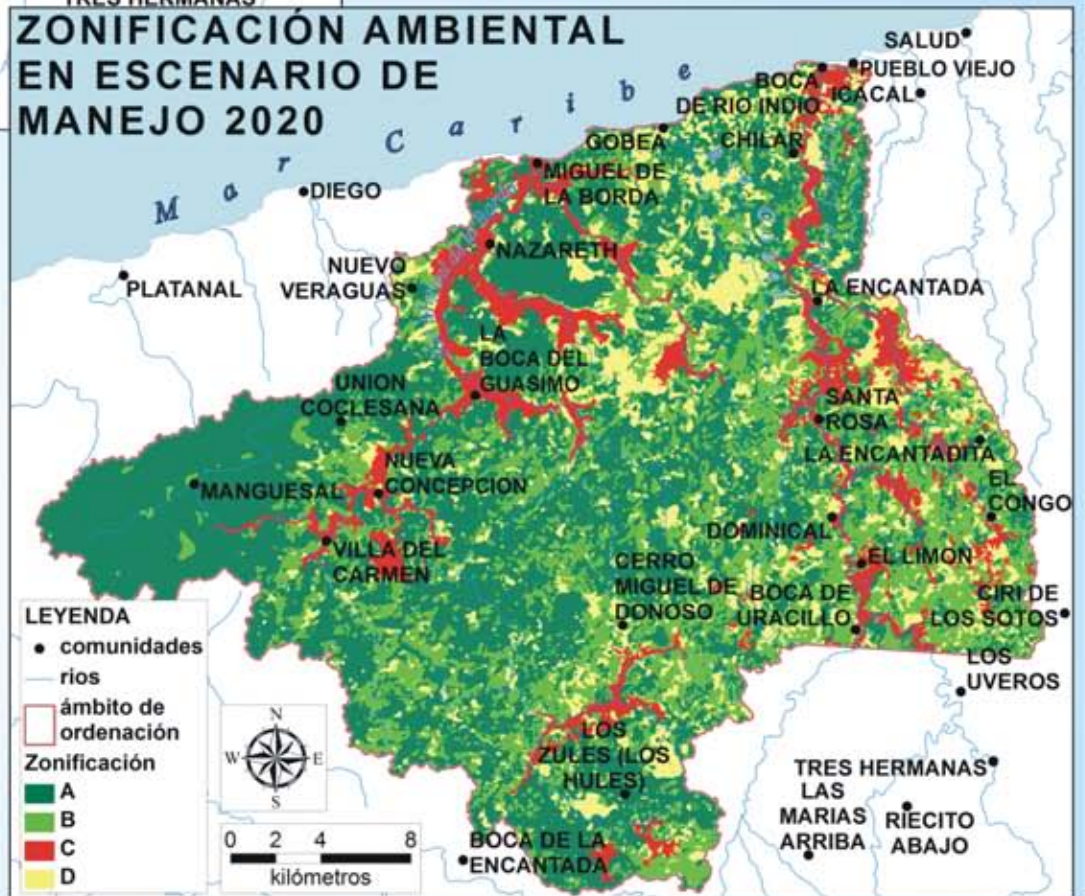 TRES HERMANAS
ZONIFICACIÓN AMBIENTAL
EN ESCENARIO DE
MANEJO 2020
Mar Caribe
SALUD
PUEBLO VIEJO
BOCA
DE RIO INDIO
ICACAL
GOBEA
CHILAR
MIGUEL DE
LA BORDA
DIEGO
NAZARETH
PLATANAL
NUEVO
VERAGUAS
LA ENCANTADA
LA
BOCA DEL
GUASIMO
UNION
COCLESANA
SANTA
ROSA
LA ENCANTADITA
NUEVA
CONCEPCION
MANGUESAL
EL
CONGO
DOMINICAL
VILLA DEL
CARMEN
EL LIMON
CERRO
MIGUEL DE
DONOSO
BOCA DE
URACILLO
CIRI DE
LOS SOTOS
LOS
UVEROS
LOS
ZULES (LOS
HULES)
TRES HERMANAS
LAS
MARIAS
ARRIBA
RIECITO
ABAJO
BOCA DE LA
ENCANTADA
LEYENDA
comunidades
rios
ámbito de
ordenación
Zonificación
A
B
C
D
N
W E
S
0 2 4 8
kilómetros